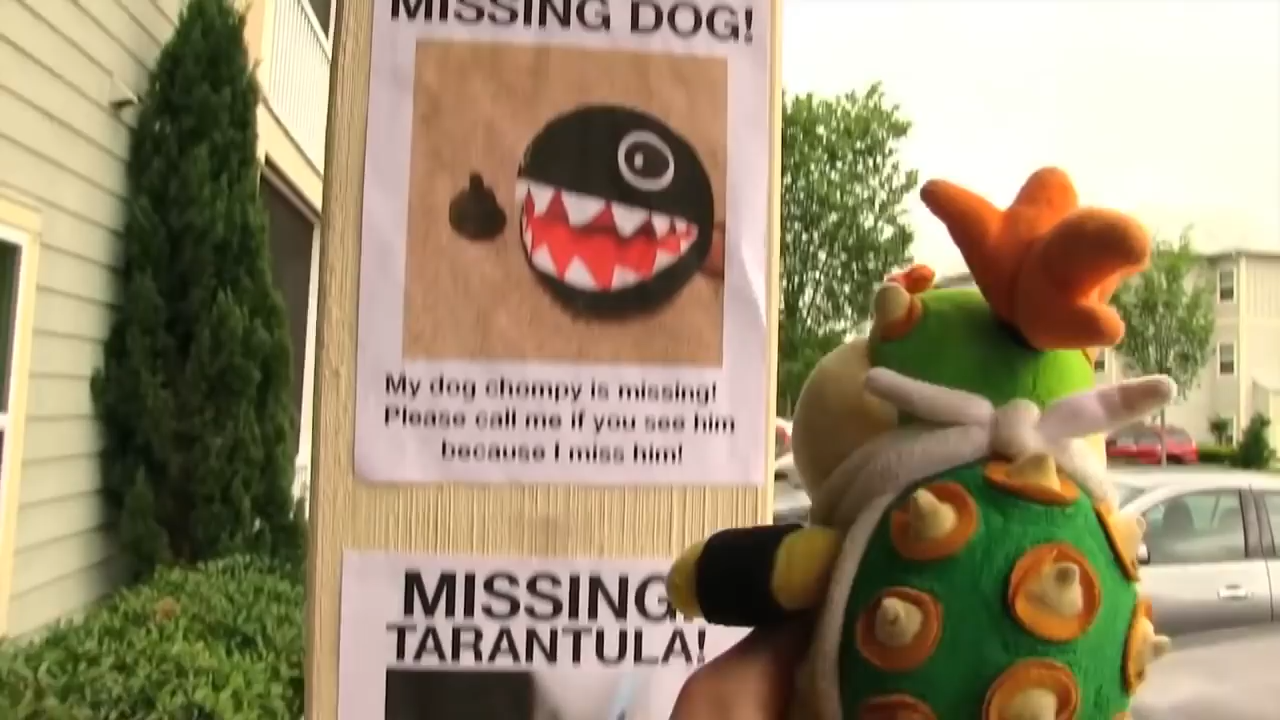 MISSING DOG!
My dog chompy is missing!
Please call me if you see him
because I miss him!
MISSING
TARANTULA!